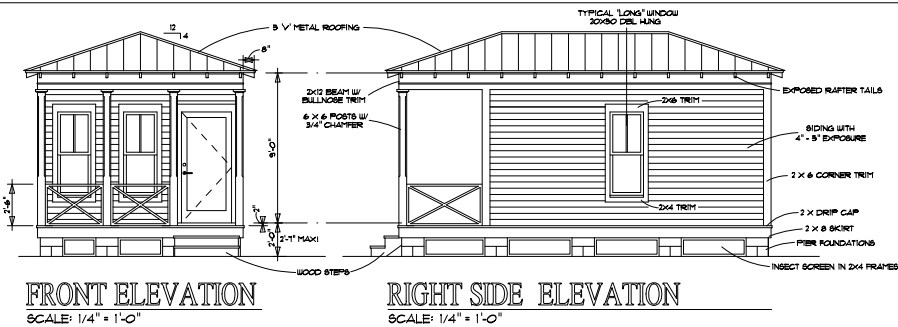 TYPICAL "LONG" WINDOW
20X50 DBL HUNG
12
4
5 'V' METAL ROOFING
8"
2X12 BEAM W/
BULLNOSE TRIM
EXPOSED RAFTER TAILS
2X6 TRIM
6 X 6 POSTS W/
3/4" CHAMFER
SIDING WITH
4" - 5" EXPOSURE
9'-0"
2 X 6 CORNER TRIM
2'-6"
2"
2X4 TRIM
2 X DRIP CAP
2'-0"
2'-7" MAX!
2 X 8 SKIRT
PIER FOUNDATIONS
WOOD STEPS
INSECT SCREEN IN 2X4 FRAMES
FRONT ELEVATION
SCALE: 1/4" = 1'-0"
RIGHT SIDE ELEVATION
SCALE: 1/4" = 1'-0"